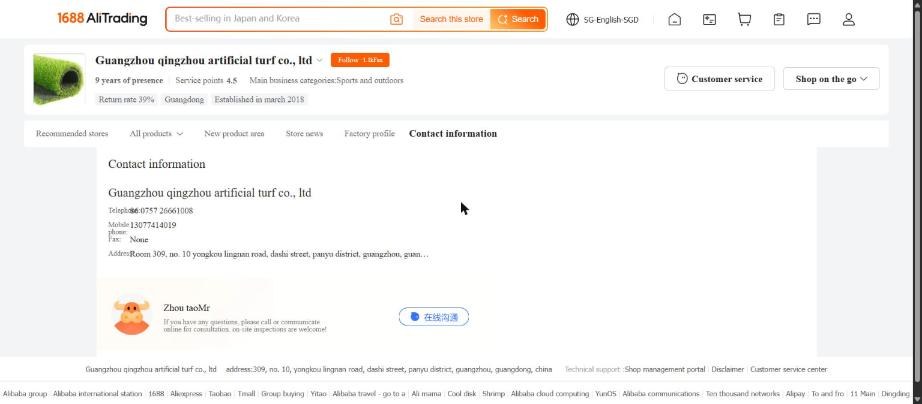 1688 AliTrading
Best-selling in Japan and Korea
Search this store
Search
SG-English-SGD
Guangzhou qingzhou artificial turf co., ltd
Follow
9 years of presence
Service points 4.5
Main business categories:Sports and outdoors
Return rate 39%
Guangdong
Established in march 2018
Customer service
Shop on the go
Recommended stores
All products
New product area
Store news
Factory profile
Contact information
Contact information
Guangzhou qingzhou artificial turf co., ltd
86 0757 26661008
Mobile phone: 13077414019
Fax: None
Room 309, no. 10 yongkou lingnan road, dashi street, panyu district, guangzhou, guan…
Zhou taoMr
If you have any questions, please call or communicate
online for consultation, on-site inspections are welcome!
在线沟通
Guangzhou qingzhou artificial turf co., ltd address:309, no. 10, yongkou lingnan road, dashi street, panyu district, guangzhou, guangdong, china Technical support :Shop management portal | Disclaimer | Customer service center
Alibaba group | Alibaba international station | 1688 | Aliexpress | Taobao | Tmall | Group buying | Yitao | Alibaba travel - go to a | Ali mama | Cool disk | Shrimp | Alibaba cloud computing | YunOS | Alibaba communications | Ten thousand networks | Alipay | To and fro | 11 Main | Dingding